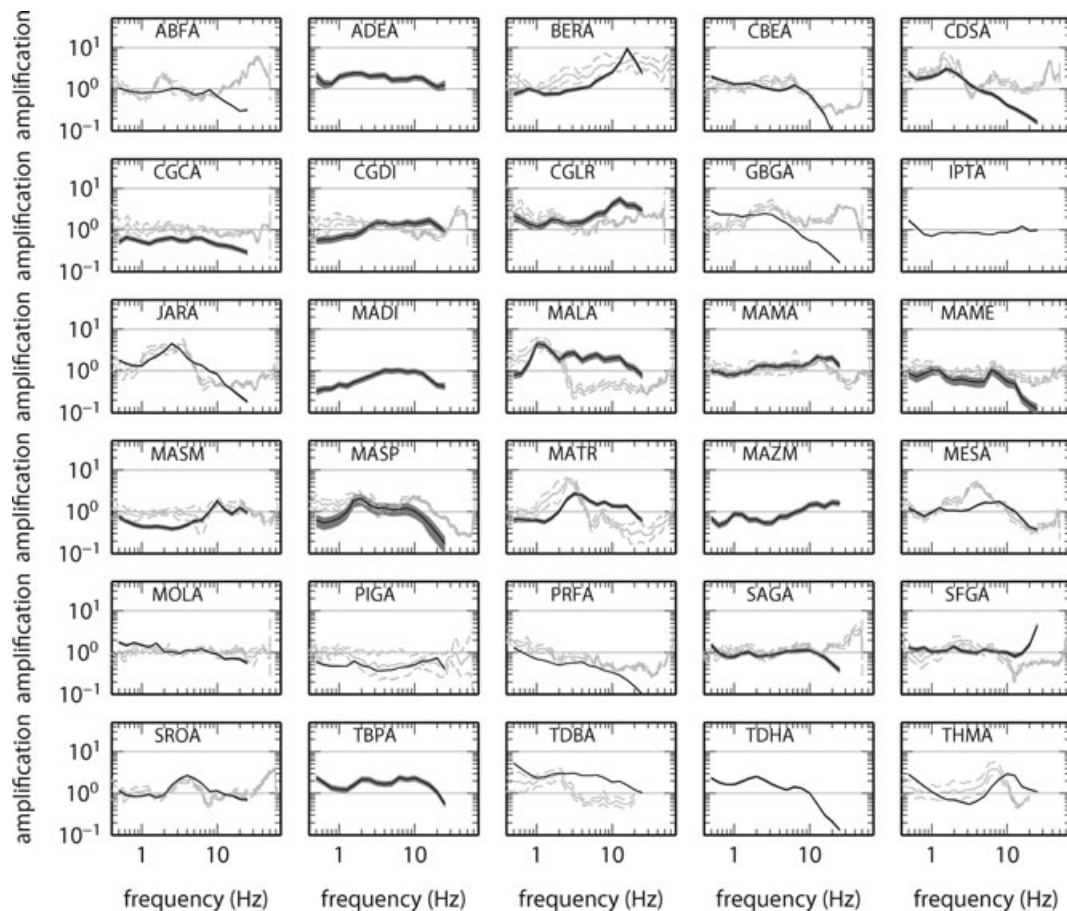 ABFA ADEA BERA CBEA CDSA
amplification 10¹ 10⁰ 10⁻¹
CGCA CGDI CGLR GBGA IPTA
amplification 10¹ 10⁰ 10⁻¹
JARA MADI MALA MAMA MAME
amplification 10¹ 10⁰ 10⁻¹
MASM MASP MATR MAZM MESA
amplification 10¹ 10⁰ 10⁻¹
MOLA PIGA PRFA SAGA SFGA
amplification 10¹ 10⁰ 10⁻¹
SROA TBPA TDBA TDHA THMA
amplification 10¹ 10⁰ 10⁻¹
1 10 1 10 1 10 1 10 1 10
frequency (Hz) frequency (Hz) frequency (Hz) frequency (Hz) frequency (Hz)